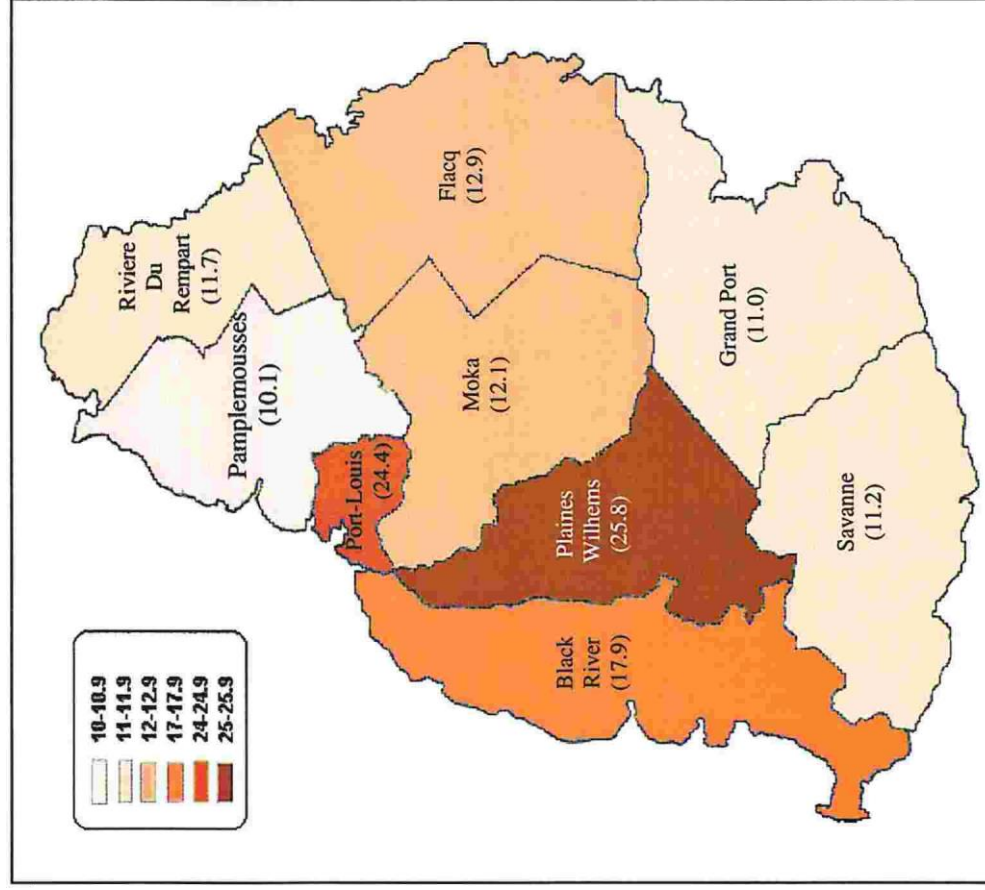 10-10.9
11-11.9
12-12.9
17-17.9
24-24.9
25-25.9
Riviere
Du
Rempart
(11.7)
Pamplemousses
(10.1)
Port-Louis
(24.4)
Flacq
(12.9)
Moka
(12.1)
Plaines
Wilhems
(25.8)
Black
River
(17.9)
Grand Port
(11.0)
Savanne
(11.2)